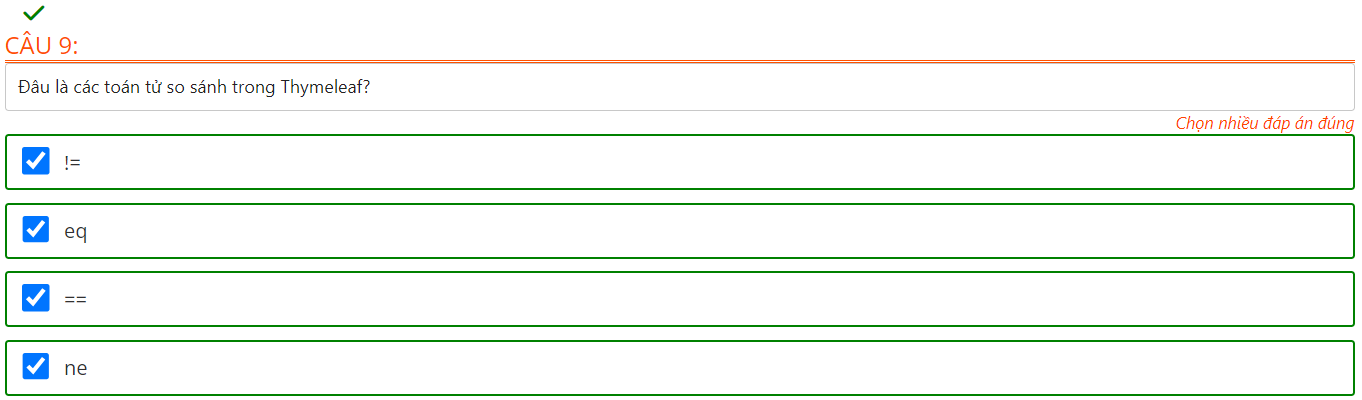 CÂU 9:
Đâu là các toán tử so sánh trong Thymeleaf?
Chọn nhiều đáp án đúng
!=
eq
==
ne